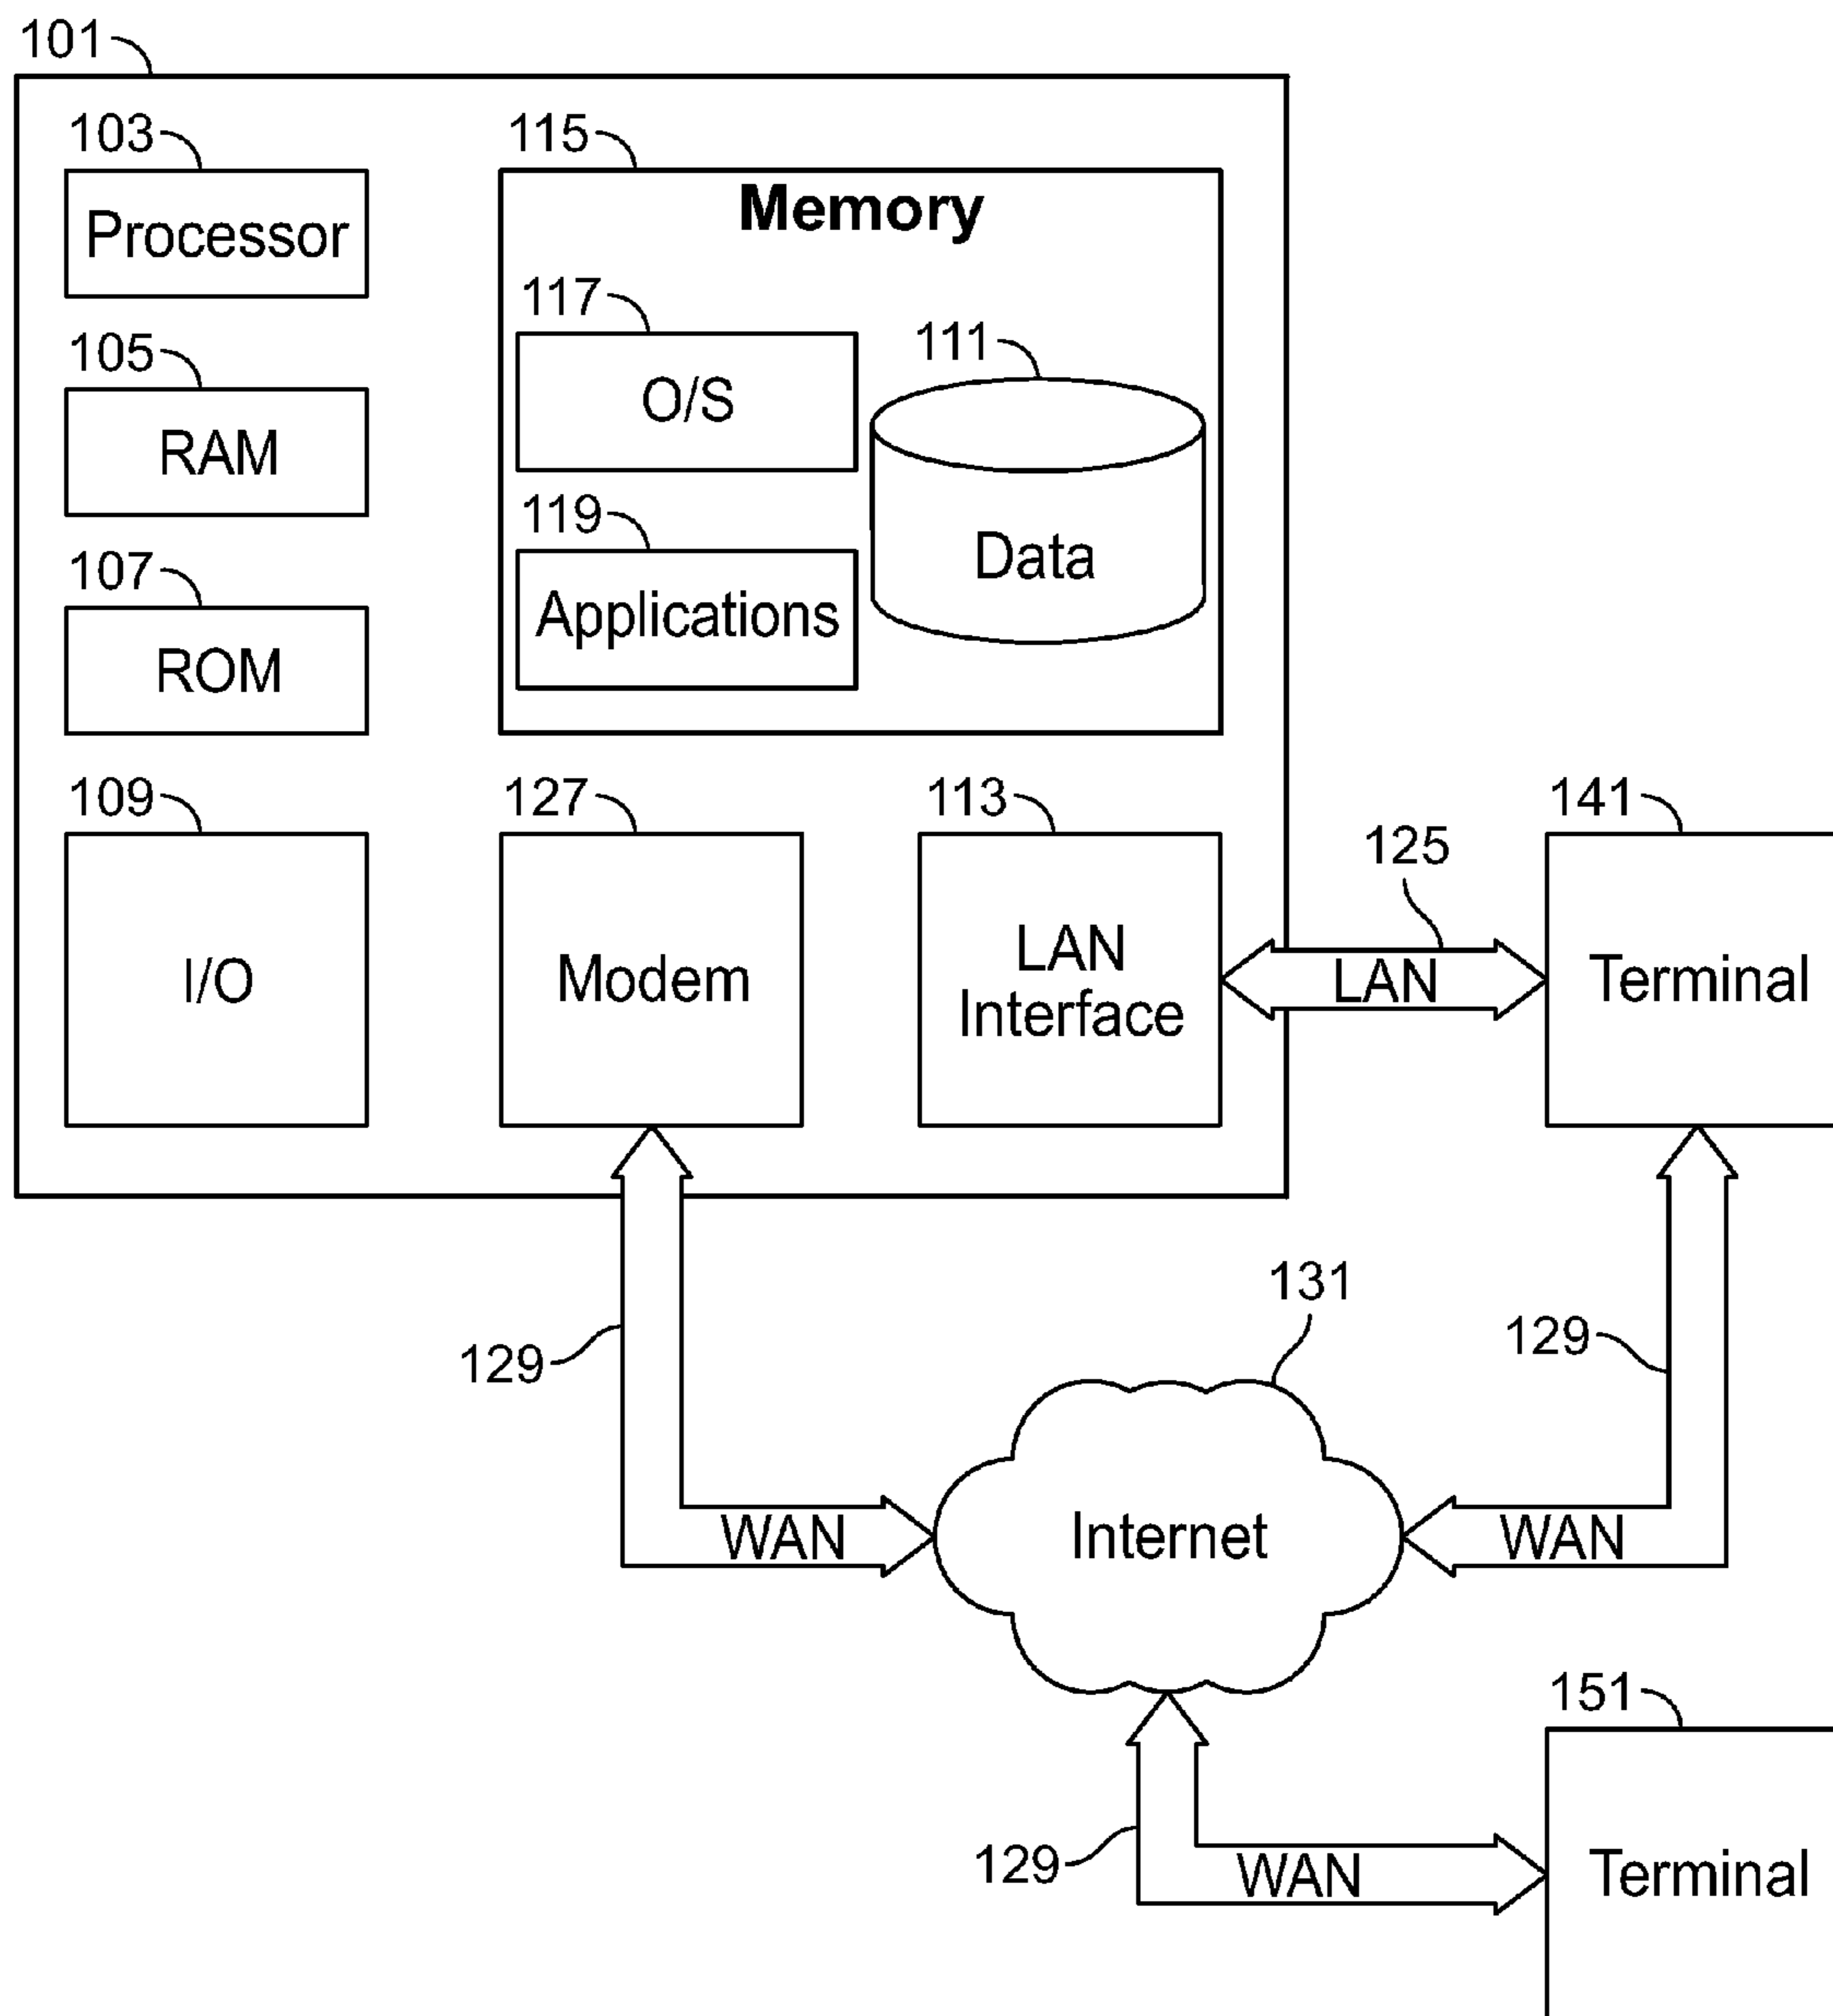 101
103
Processor
105
RAM
107
ROM
109
I/O
115
Memory
117
O/S
111
Data
119
Applications
127
Modem
113
LAN
Interface
125
LAN
141
Terminal
129
WAN
131
Internet
129
WAN
129
WAN
151
Terminal